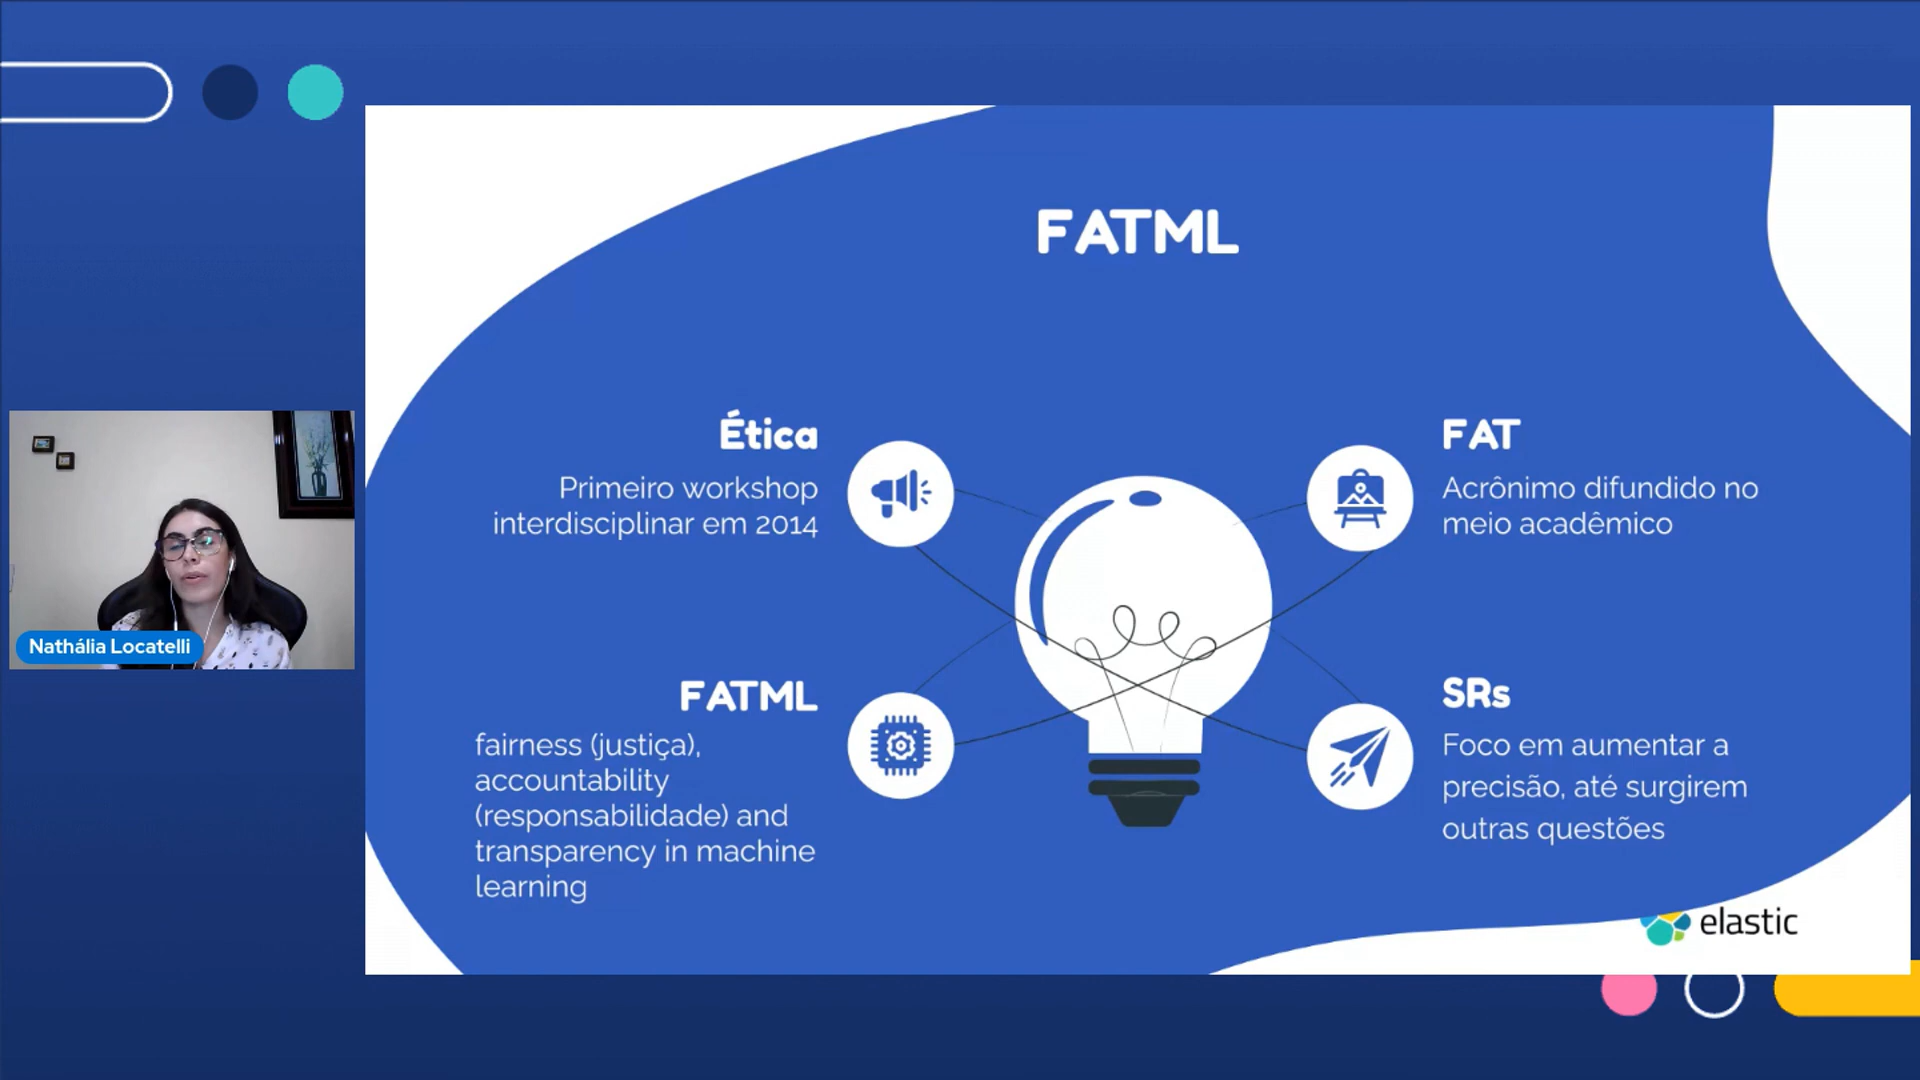 FATML
Ética
Primeiro workshop
interdisciplinar em 2014
FAT
Acrônimo difundido no
meio acadêmico
FATML
fairness (justiça),
accountability
(responsabilidade) and
transparency in machine
learning
SRs
Foco em aumentar a
precisão, até surgirem
outras questões
Nathália Locatelli
elastic